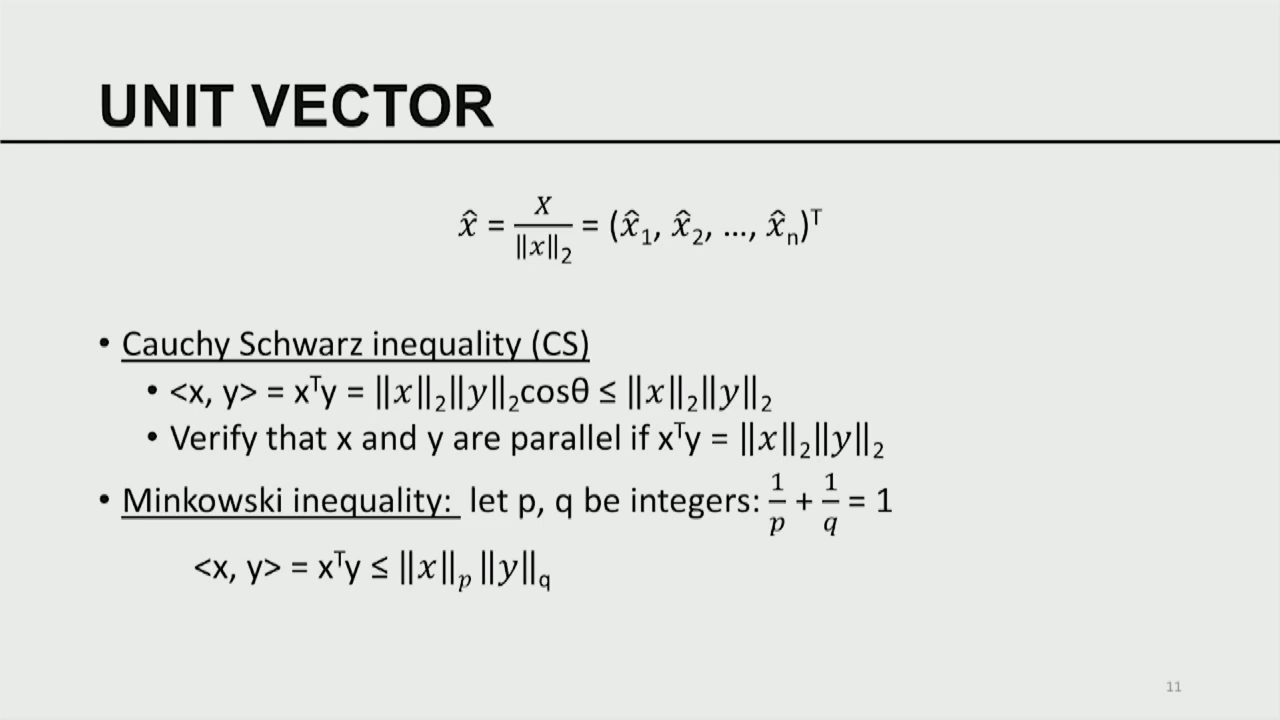 UNIT VECTOR
x̂ = X/‖x‖₂ = (x̂₁, x̂₂, ..., x̂ₙ)ᵀ
• Cauchy Schwarz inequality (CS)
• <x, y> = xᵀy = ‖x‖₂‖y‖₂cosθ ≤ ‖x‖₂‖y‖₂
• Verify that x and y are parallel if xᵀy = ‖x‖₂‖y‖₂
• Minkowski inequality: let p, q be integers: 1/p + 1/q = 1
<x, y> = xᵀy ≤ ‖x‖_p ‖y‖_q
11